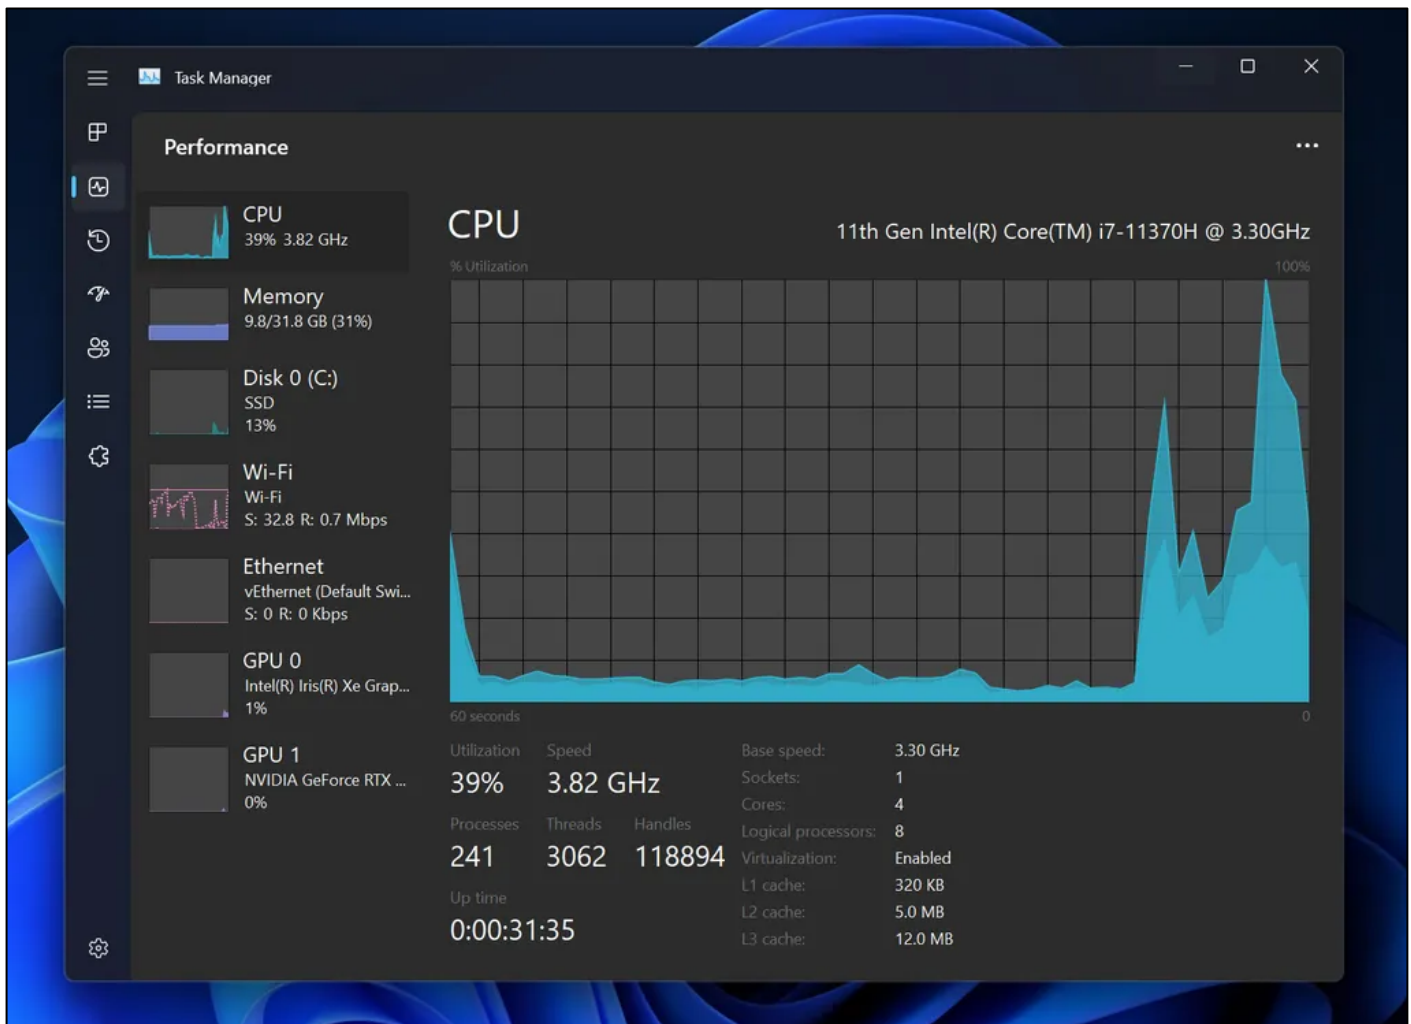 Task Manager
Performance
CPU
39% 3.82 GHz
Memory
9.8/31.8 GB (31%)
Disk 0 (C:)
SSD
13%
Wi-Fi
Wi-Fi
S: 32.8 R: 0.7 Mbps
Ethernet
vEthernet (Default Swi...
S: 0 R: 0 Kbps
GPU 0
Intel(R) Iris(R) Xe Grap...
1%
GPU 1
NVIDIA GeForce RTX ...
0%
CPU
11th Gen Intel(R) Core(TM) i7-11370H @ 3.30GHz
% Utilization
100%
60 seconds
0
Utilization Speed
39% 3.82 GHz
Processes Threads Handles
241 3062 118894
Up time
0:00:31:35
Base speed: 3.30 GHz
Sockets: 1
Cores: 4
Logical processors: 8
Virtualization: Enabled
L1 cache: 320 KB
L2 cache: 5.0 MB
L3 cache: 12.0 MB